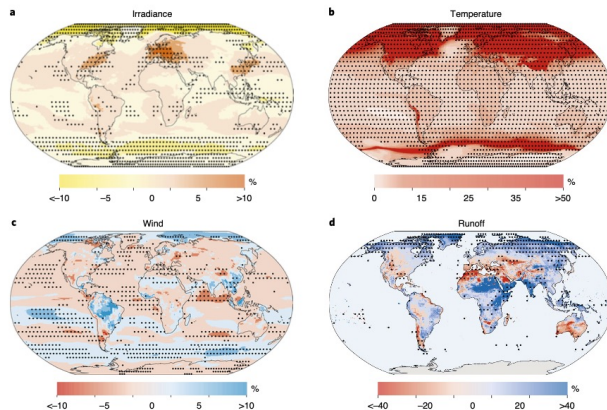 a Irradiance
<–10 –5 0 5 >10 %
b Temperature
0 15 25 35 >50 %
c Wind
<–10 –5 0 +5 >10 %
d Runoff
<–40 –20 0 20 >40 %